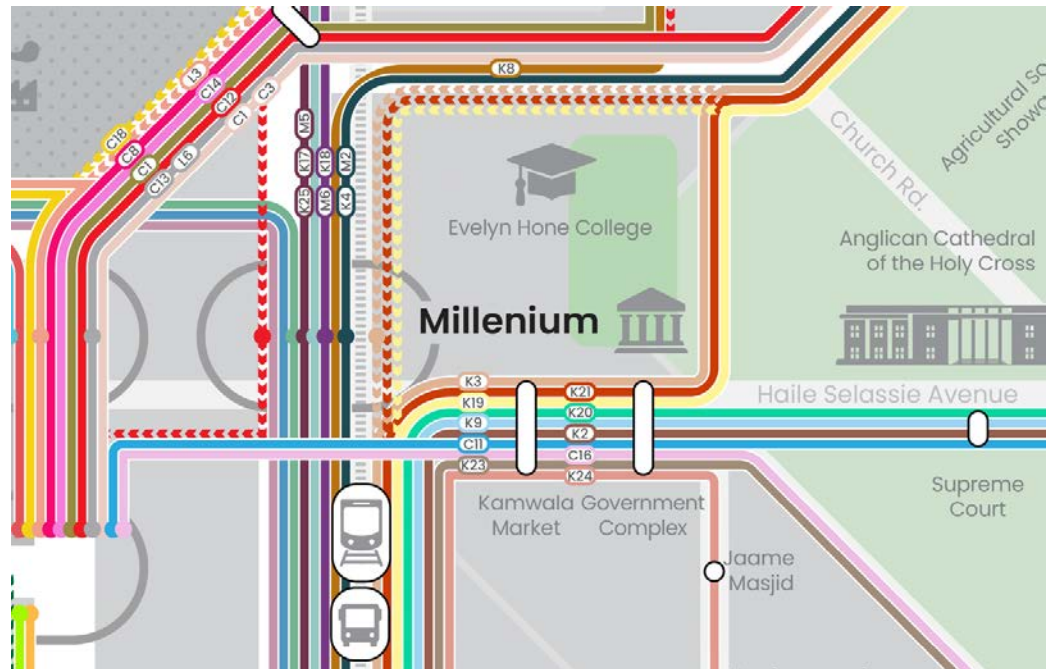 K8
L3
C3
C14
C12
C1
C18
C8
C1
L6
C13
M5
K17
K18
M2
K25
M6
K4
Church Rd.
Agricultural
Evelyn Hone College
Anglican Cathedral
of the Holy Cross
Millenium
Haile Selassie Avenue
K3
K21
K19
K20
K9
K2
C11
C16
K23
K24
Kamwala
Market
Government
Complex
Supreme
Court
Jaame
Masjid